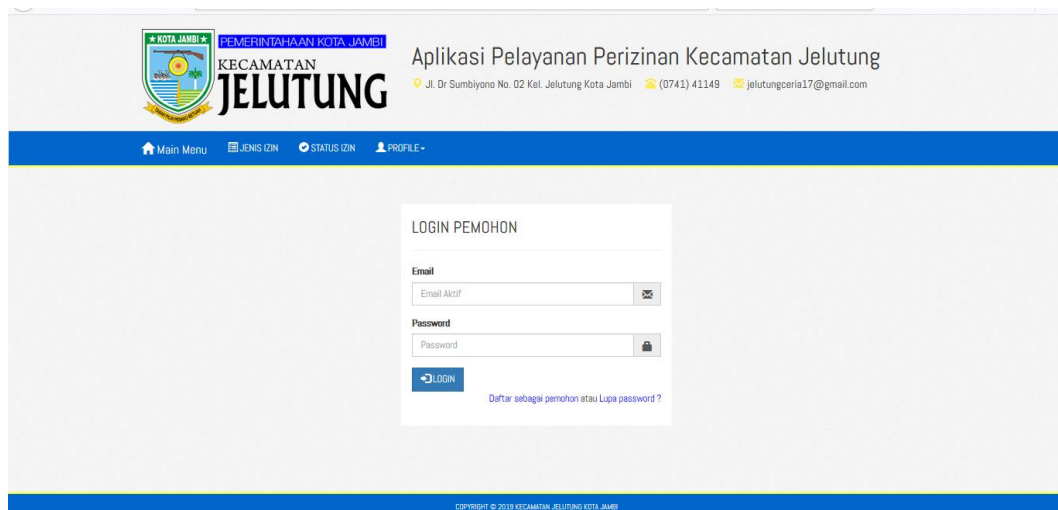 ★ KOTA JAMBI ★
PEMERINTAHAAN KOTA JAMBI
KECAMATAN
JELUTUNG
Aplikasi Pelayanan Perizinan Kecamatan Jelutung
Jl. Dr Sumbiyono No. 02 Kel. Jelutung Kota Jambi (0741) 41149 jelutungceria17@gmail.com
Main Menu JENIS IZIN STATUS IZIN PROFILE
LOGIN PEMOHON
Email
Email Aktif
Password
Password
LOGIN
Daftar sebagai pemohon atau Lupa password ?
COPYRIGHT © 2019 KECAMATAN JELUTUNG KOTA JAMBI